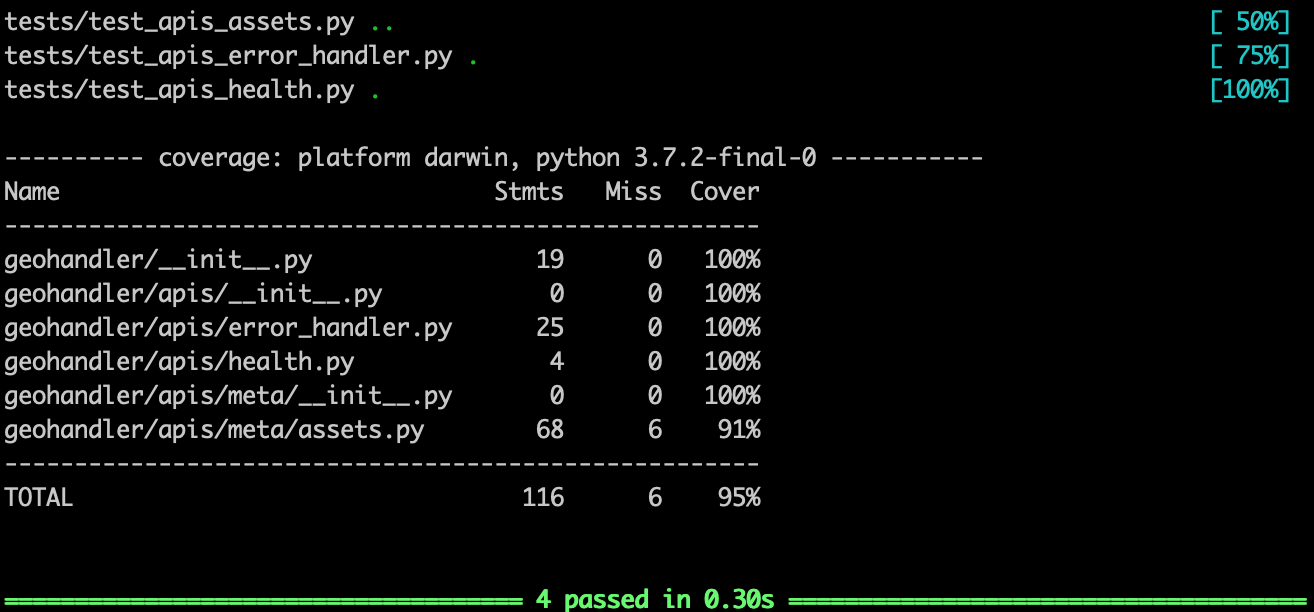 tests/test_apis_assets.py .. [ 50%]
tests/test_apis_error_handler.py . [ 75%]
tests/test_apis_health.py . [100%]
---------- coverage: platform darwin, python 3.7.2-final-0 -----------
Name Stmts Miss Cover
------------------------------------------------------
geohandler/__init__.py 19 0 100%
geohandler/apis/__init__.py 0 0 100%
geohandler/apis/error_handler.py 25 0 100%
geohandler/apis/health.py 4 0 100%
geohandler/apis/meta/__init__.py 0 0 100%
geohandler/apis/meta/assets.py 68 6 91%
------------------------------------------------------
TOTAL 116 6 95%
===================================== 4 passed in 0.30s =====================================